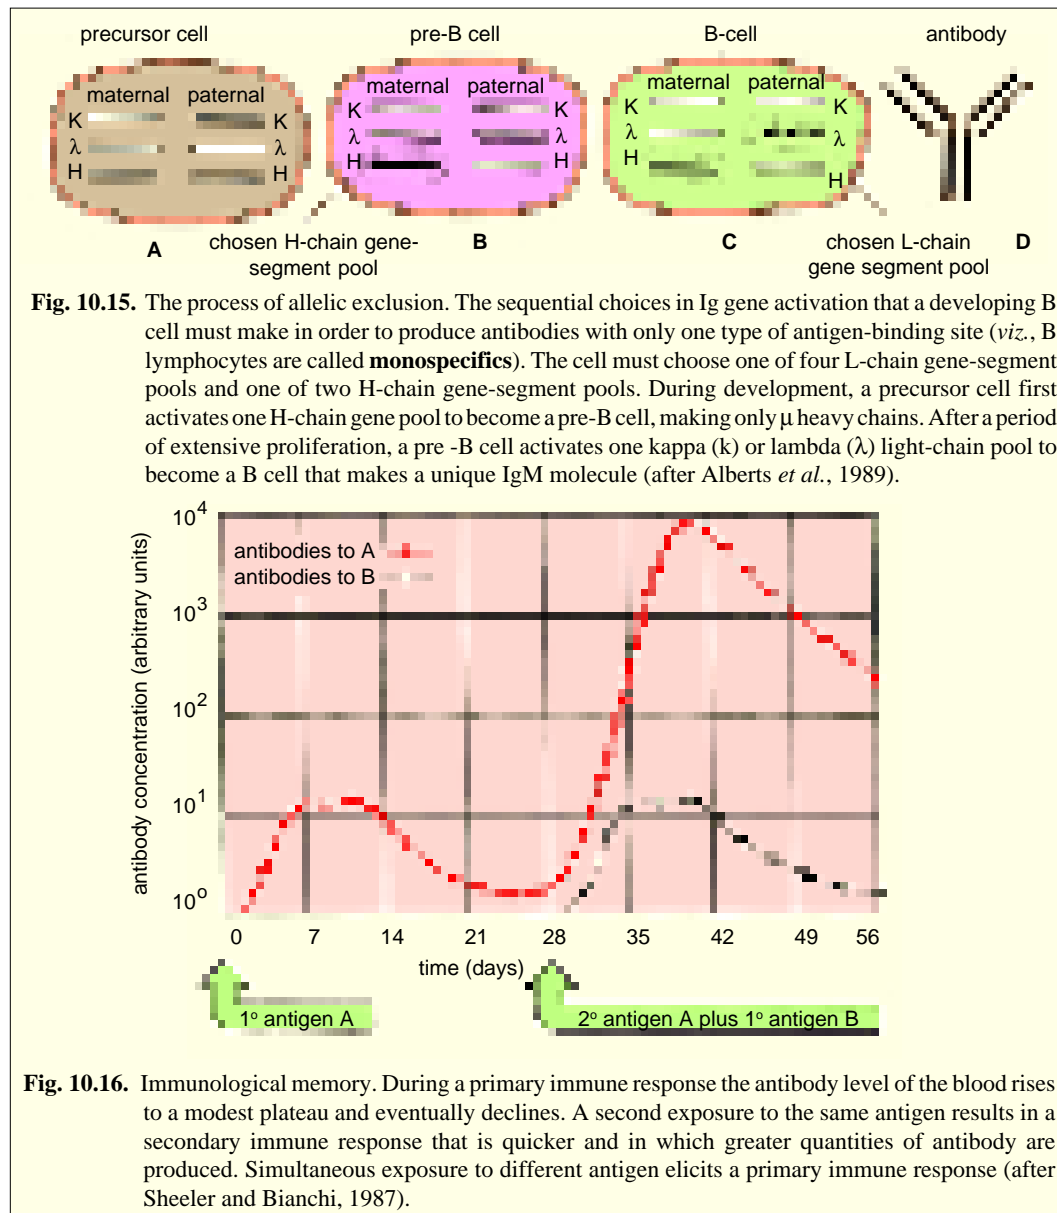 precursor cell pre-B cell B-cell antibody
maternal paternal maternal paternal maternal paternal
K K K K K K
λ λ λ λ λ λ
H H H H H H
A B C D
chosen H-chain gene-
segment pool
chosen L-chain
gene segment pool
Fig. 10.15. The process of allelic exclusion. The sequential choices in Ig gene activation that a developing B
cell must make in order to produce antibodies with only one type of antigen-binding site (viz., B
lymphocytes are called monospecifics). The cell must choose one of four L-chain gene-segment
pools and one of two H-chain gene-segment pools. During development, a precursor cell first
activates one H-chain gene pool to become a pre-B cell, making only μ heavy chains. After a period
of extensive proliferation, a pre -B cell activates one kappa (k) or lambda (λ) light-chain pool to
become a B cell that makes a unique IgM molecule (after Alberts et al., 1989).
antibody concentration (arbitrary units)
10⁴
10³
10²
10¹
10⁰
antibodies to A
antibodies to B
0 7 14 21 28 35 42 49 56
time (days)
1º antigen A
2º antigen A plus 1º antigen B
Fig. 10.16. Immunological memory. During a primary immune response the antibody level of the blood rises
to a modest plateau and eventually declines. A second exposure to the same antigen results in a
secondary immune response that is quicker and in which greater quantities of antibody are
produced. Simultaneous exposure to different antigen elicits a primary immune response (after
Sheeler and Bianchi, 1987).